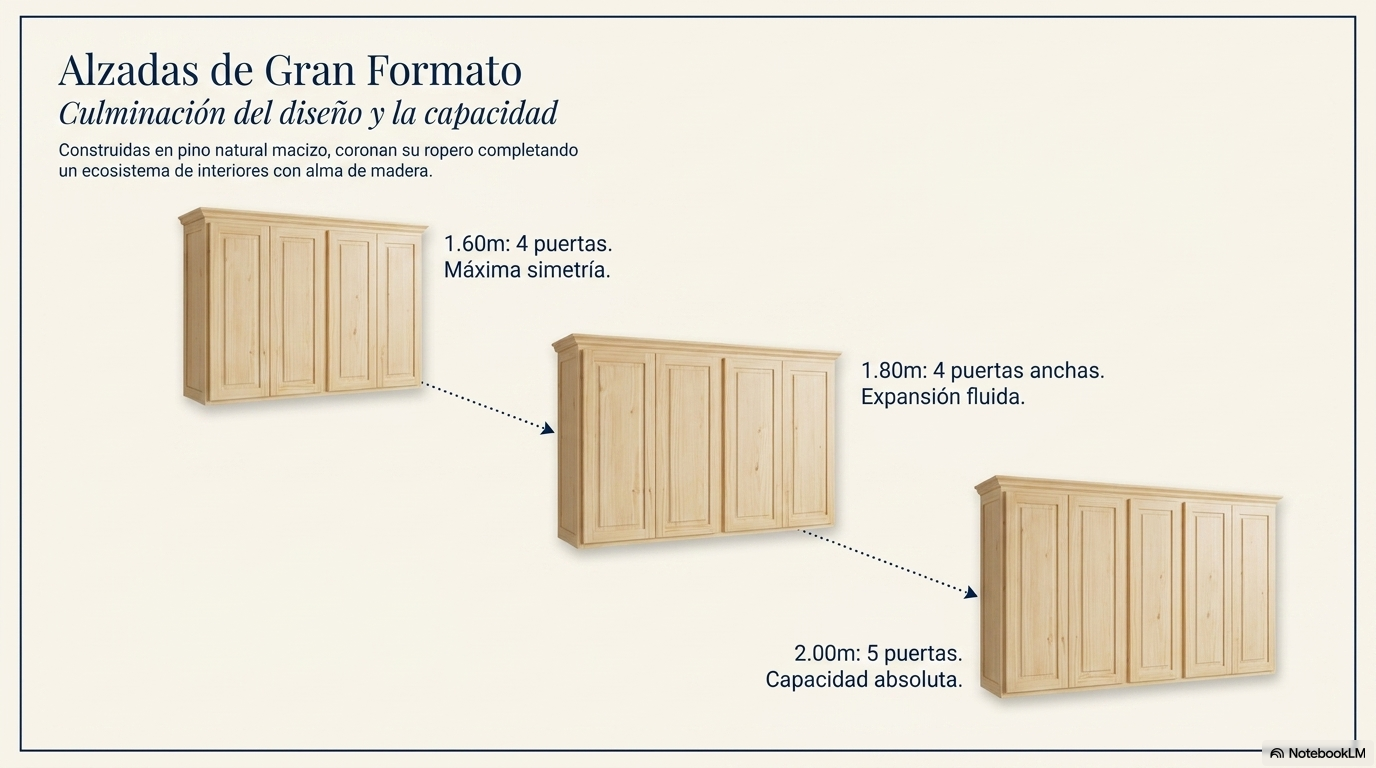 Alzadas de Gran Formato
Culminación del diseño y la capacidad
Construidas en pino natural macizo, coronan su ropero completando
un ecosistema de interiores con alma de madera.
1.60m: 4 puertas.
Máxima simetría.
1.80m: 4 puertas anchas.
Expansión fluida.
2.00m: 5 puertas.
Capacidad absoluta.
NotebookLM